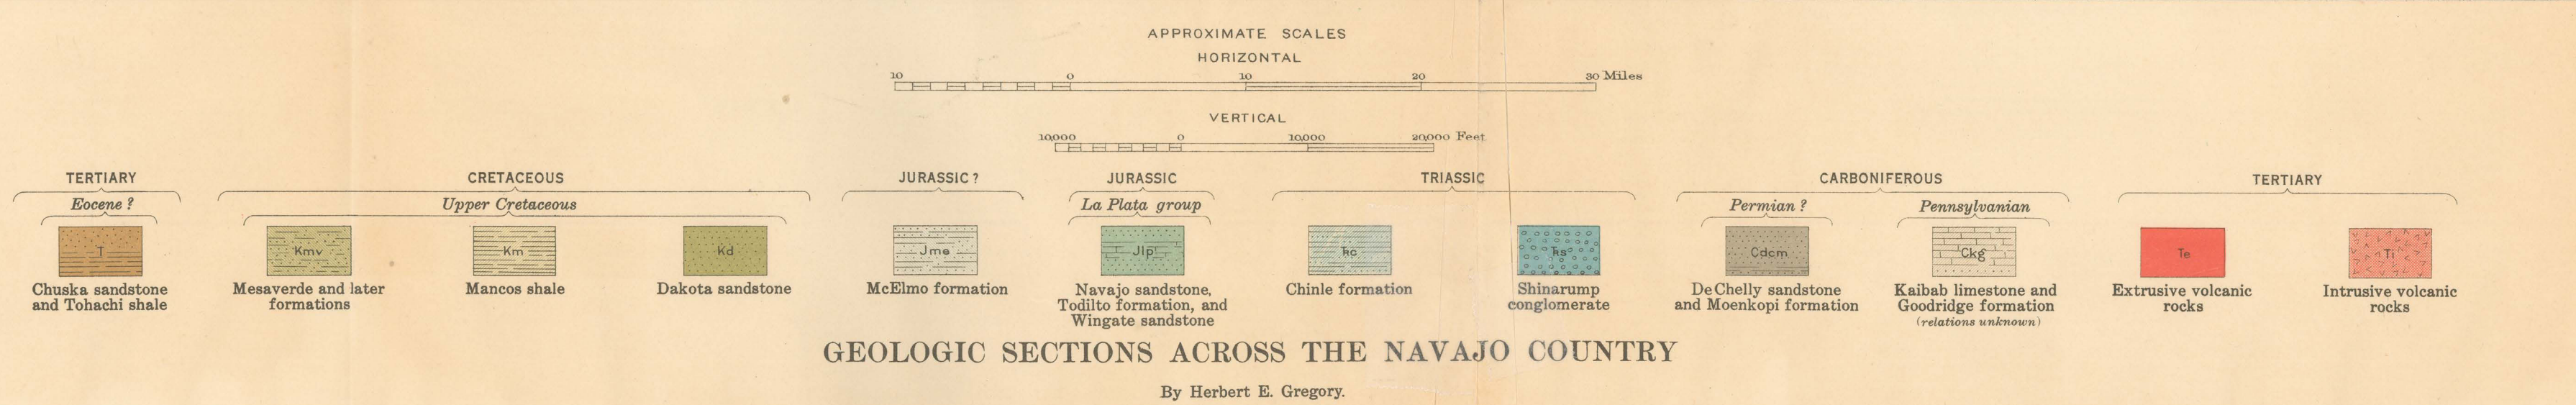 APPROXIMATE SCALES
HORIZONTAL
10 0 10 20 30 Miles
VERTICAL
10,000 0 10,000 20,000 Feet
TERTIARY CRETACEOUS JURASSIC? JURASSIC TRIASSIC CARBONIFEROUS TERTIARY
Eocene? Upper Cretaceous La Plata group Permian? Pennsylvanian
T Kmv Km Kd Jme Jlp Ꞧc Ꞧs Cdcm Ckg Te Ti
Chuska sandstone Mesaverde and later Mancos shale Dakota sandstone McElmo formation Navajo sandstone, Chinle formation Shinarump DeChelly sandstone Kaibab limestone and Extrusive volcanic Intrusive volcanic
and Tohachi shale formations Todilto formation, and conglomerate and Moenkopi formation Goodridge formation rocks rocks
Wingate sandstone (relations unknown)
GEOLOGIC SECTIONS ACROSS THE NAVAJO COUNTRY
By Herbert E. Gregory.